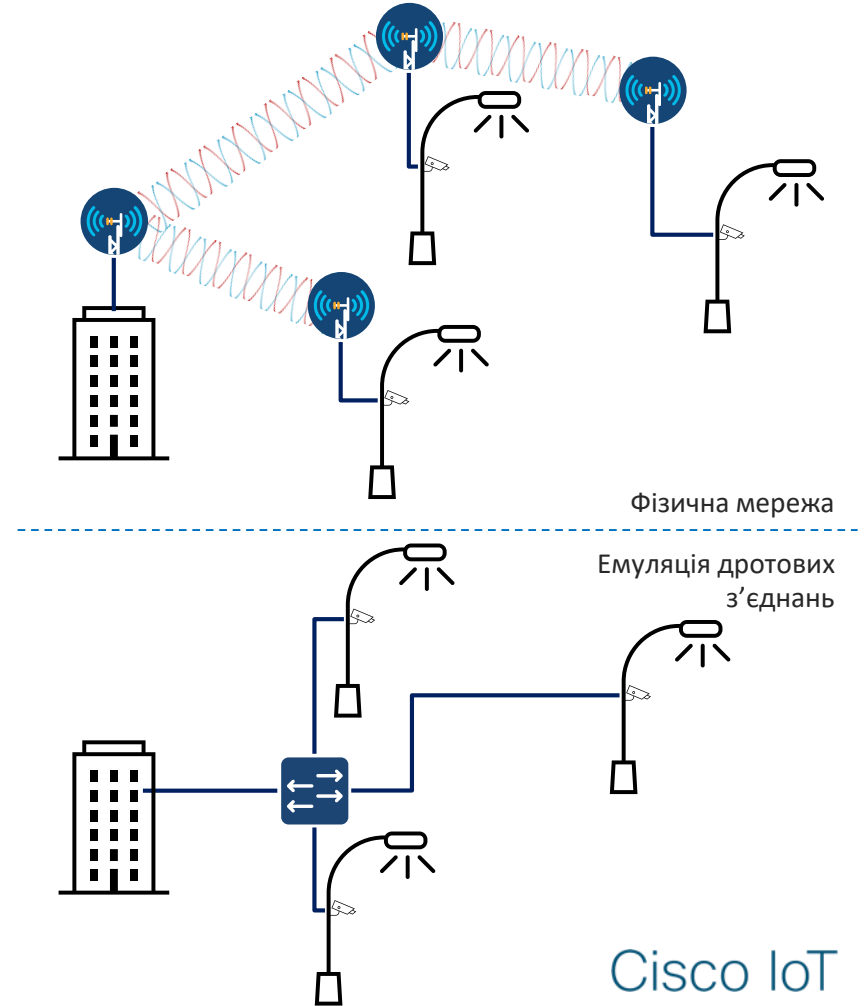 Фізична мережа
Емуляція дротових
з’єднань
Cisco IoT